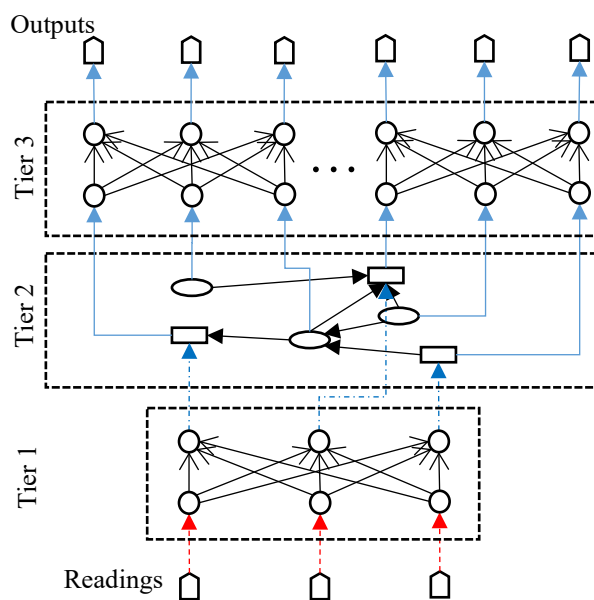 Outputs
Tier 3
. . .
Tier 2
Tier 1
Readings